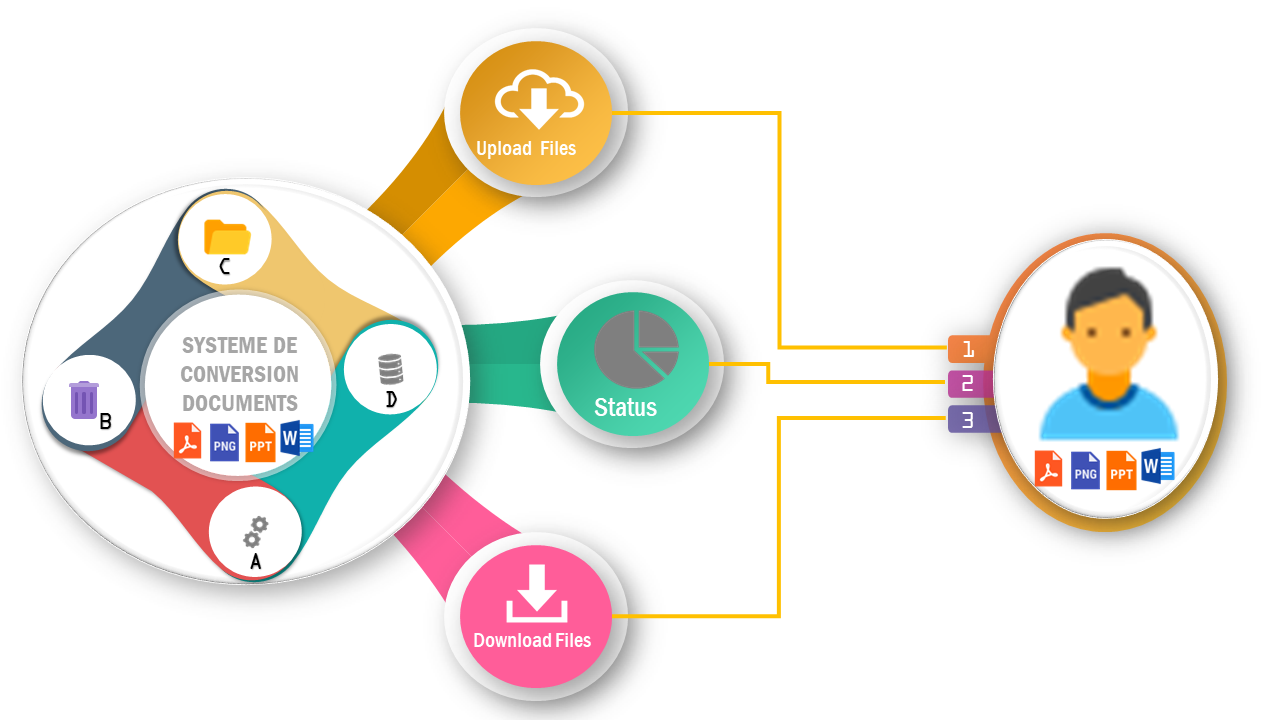 Upload Files
C
SYSTEME DE
CONVERSION
DOCUMENTS
PNG
PPT
W
B
D
A
Status
Download Files
1
2
3
PNG
PPT
W